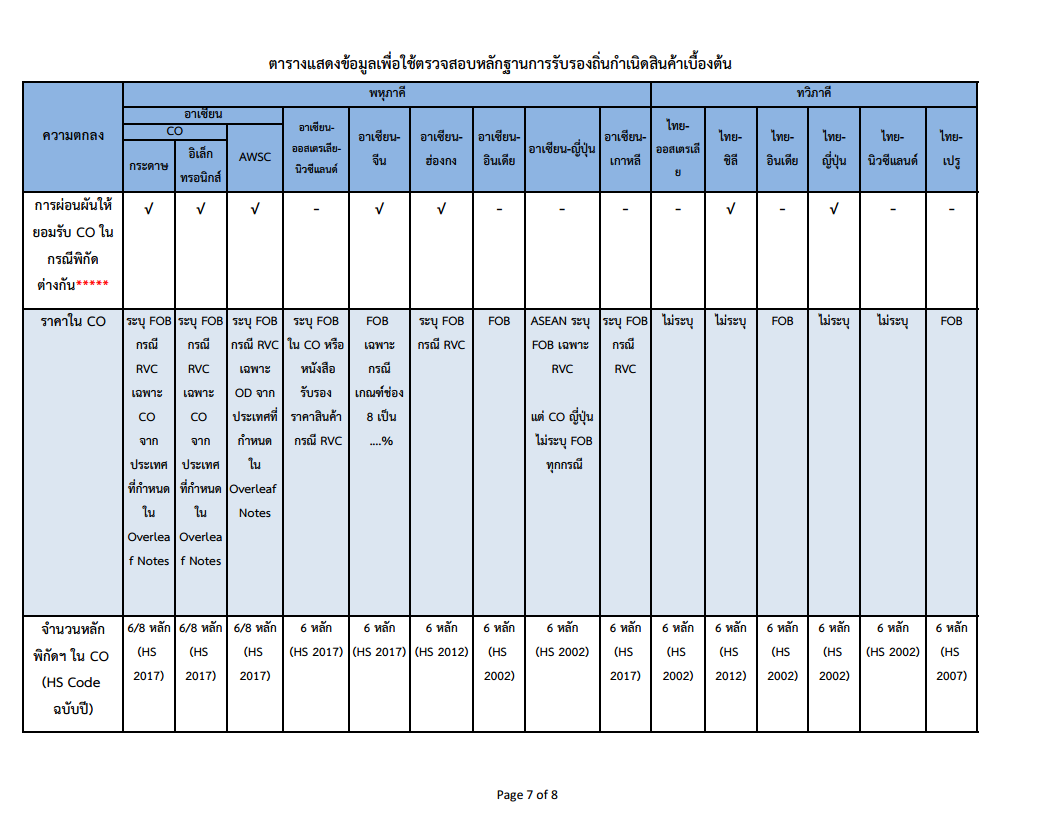 ตารางแสดงข้อมูลเพื่อใช้ตรวจสอบหลักฐานการรับรองถิ่นกำเนิดสินค้าเบื้องต้น
ความตกลง
พหุภาคี
ทวิภาคี
อาเซียน
CO
กระดาษ
อิเล็ก
ทรอนิกส์
AWSC
อาเซียน-
ออสเตรเลีย-
นิวซีแลนด์
อาเซียน-
จีน
อาเซียน-
ฮ่องกง
อาเซียน-
อินเดีย
อาเซียน-ญี่ปุ่น
อาเซียน-
เกาหลี
ไทย-
ออสเตรเลี
ย
ไทย-
ชิลี
ไทย-
อินเดีย
ไทย-
ญี่ปุ่น
ไทย-
นิวซีแลนด์
ไทย-
เปรู
การผ่อนผันให้
ยอมรับ CO ใน
กรณีพิกัด
ต่างกัน*****
√ √ √ - √ √ - - - - √ - √ - -
ราคาใน CO
ระบุ FOB
กรณี
RVC
เฉพาะ
CO
จาก
ประเทศ
ที่กำหนด
ใน
Overlea
f Notes
ระบุ FOB
กรณี
RVC
เฉพาะ
CO
จาก
ประเทศ
ที่กำหนด
ใน
Overlea
f Notes
ระบุ FOB
กรณี RVC
เฉพาะ
OD จาก
ประเทศที่
กำหนด
ใน
Overleaf
Notes
ระบุ FOB
ใน CO หรือ
หนังสือ
รับรอง
ราคาสินค้า
กรณี RVC
FOB
เฉพาะ
กรณี
เกณฑ์ช่อง
8 เป็น
....%
ระบุ FOB
กรณี RVC
FOB
ASEAN ระบุ
FOB เฉพาะ
RVC
แต่ CO ญี่ปุ่น
ไม่ระบุ FOB
ทุกกรณี
ระบุ FOB
กรณี
RVC
ไม่ระบุ
ไม่ระบุ
FOB
ไม่ระบุ
ไม่ระบุ
FOB
จำนวนหลัก
พิกัดฯ ใน CO
(HS Code
ฉบับปี)
6/8 หลัก
(HS
2017)
6/8 หลัก
(HS
2017)
6/8 หลัก
(HS
2017)
6 หลัก
(HS 2017)
6 หลัก
(HS 2017)
6 หลัก
(HS 2012)
6 หลัก
(HS
2002)
6 หลัก
(HS 2002)
6 หลัก
(HS
2017)
6 หลัก
(HS
2002)
6 หลัก
(HS
2012)
6 หลัก
(HS
2002)
6 หลัก
(HS
2002)
6 หลัก
(HS 2002)
6 หลัก
(HS
2007)
Page 7 of 8